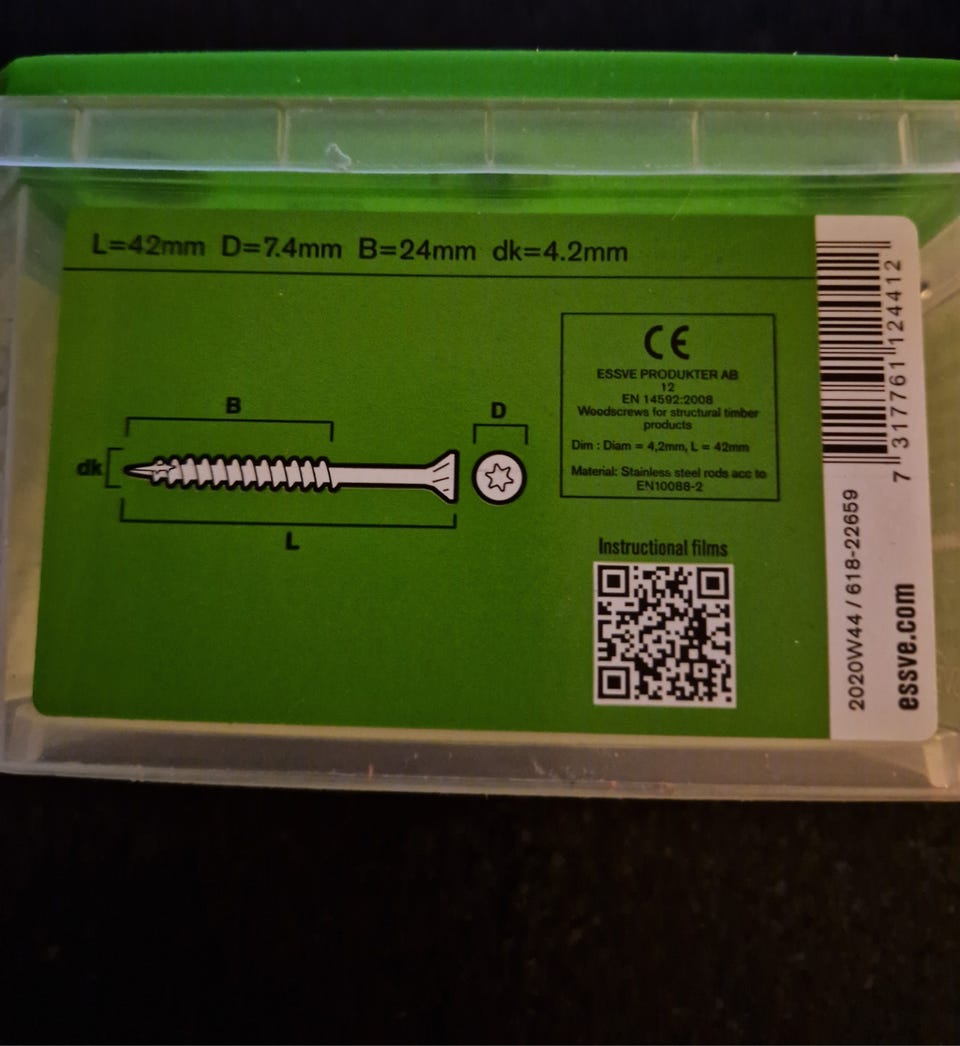 L=42mm D=7.4mm B=24mm dk=4.2mm
B
D
dk
L
CE
ESSVE PRODUKTER AB
12
EN 14592:2008
Woodscrews for structural timber
products
Dim : Diam = 4,2mm, L = 42mm
Material: Stainless steel rods acc to
EN10088-2
Instructional films
7 317761 124412
2020W44 / 618-22659
essve.com